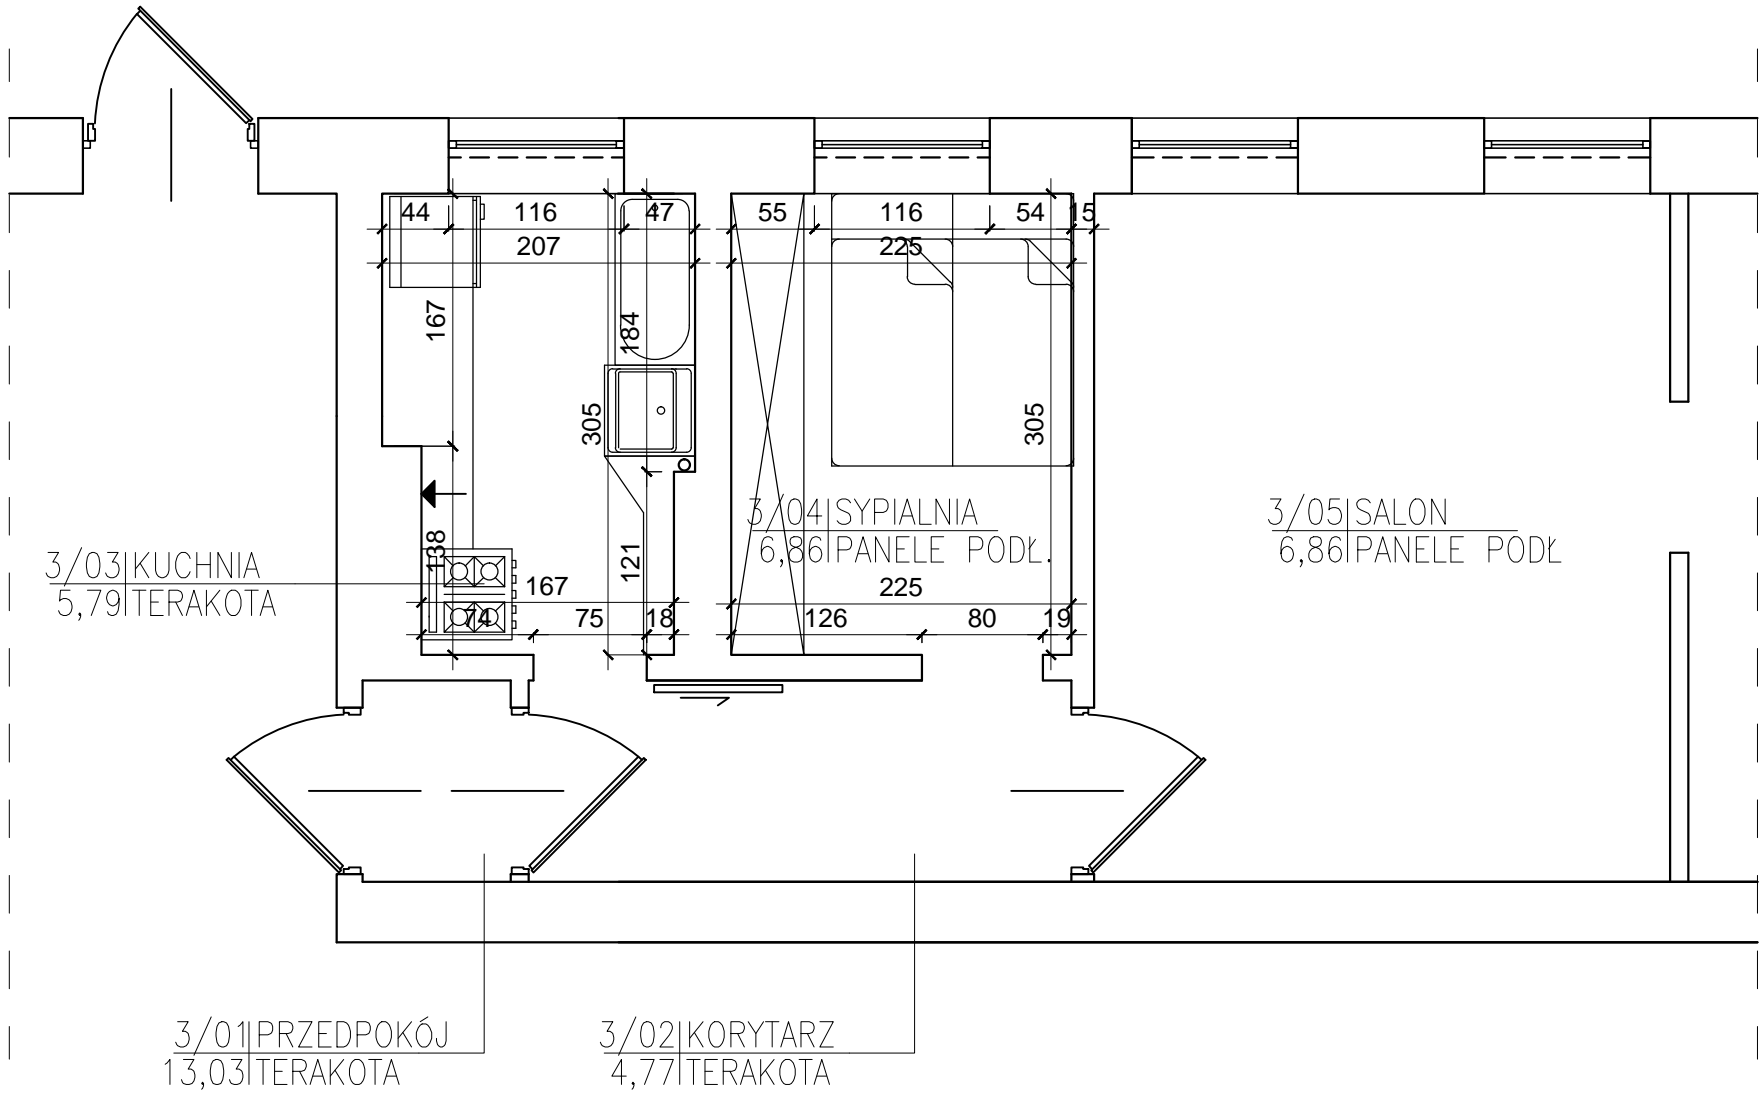 44 116 47 55 116 54 15
207 225
167
184
305
305
3/04 SYPIALNIA
6,86 PANELE PODŁ.
3/05 SALON
6,86 PANELE PODŁ
138
121
3/03 KUCHNIA
5,79 TERAKOTA
167 225
74 75 18 126 80 19
3/01 PRZEDPOKÓJ
13,03 TERAKOTA
3/02 KORYTARZ
4,77 TERAKOTA